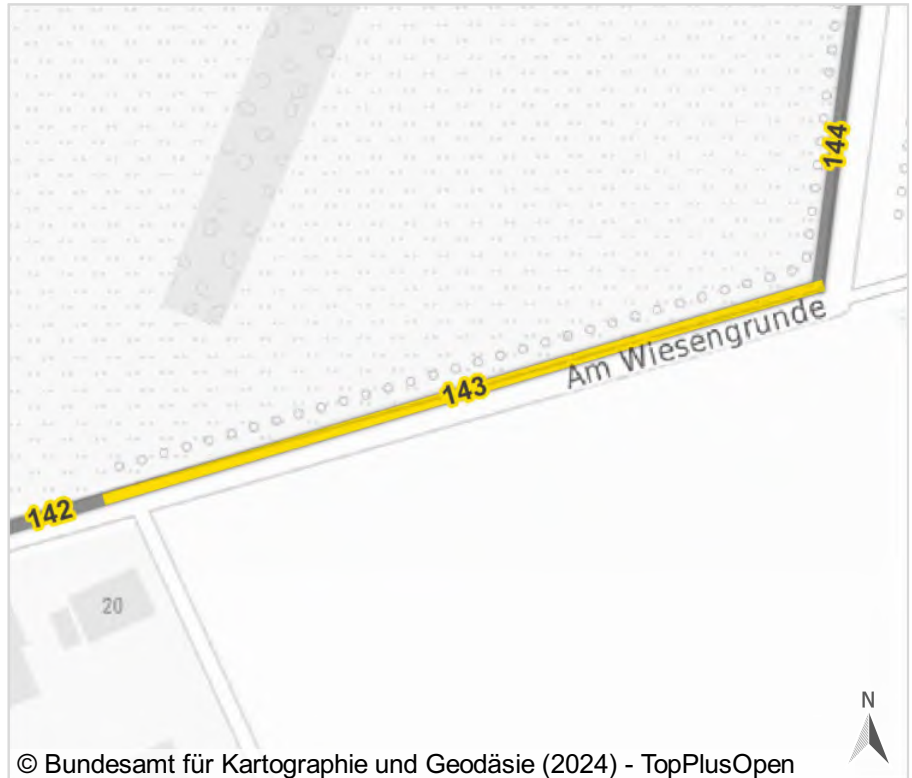 144
Am Wiesengrunde
143
142
20
N
© Bundesamt für Kartographie und Geodäsie (2024) - TopPlusOpen